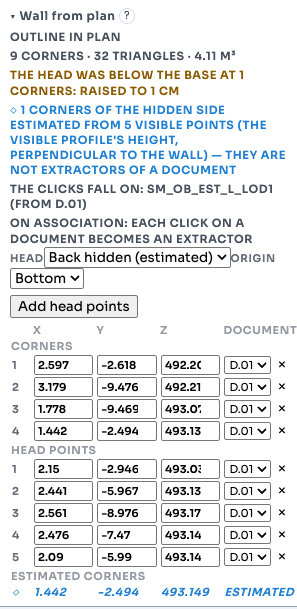 ▾ Wall from plan ?
OUTLINE IN PLAN
9 CORNERS · 32 TRIANGLES · 4.11 M³
THE HEAD WAS BELOW THE BASE AT 1
CORNERS: RAISED TO 1 CM
◇ 1 CORNERS OF THE HIDDEN SIDE
ESTIMATED FROM 5 VISIBLE POINTS (THE
VISIBLE PROFILE'S HEIGHT,
PERPENDICULAR TO THE WALL) — THEY ARE
NOT EXTRACTORS OF A DOCUMENT
THE CLICKS FALL ON: SM_OB_EST_L_LOD1
(FROM D.01)
ON ASSOCIATION: EACH CLICK ON A
DOCUMENT BECOMES AN EXTRACTOR
HEAD Back hidden (estimated) ORIGIN
Bottom
Add head points
X Y Z DOCUMENT
CORNERS
1 2.597 -2.618 492.20 D.01 ×
2 3.179 -9.476 492.21 D.01 ×
3 1.778 -9.469 493.07 D.01 ×
4 1.442 -2.494 493.13 D.01 ×
HEAD POINTS
1 2.15 -2.946 493.03 D.01 ×
2 2.441 -5.967 493.13 D.01 ×
3 2.561 -8.976 493.17 D.01 ×
4 2.476 -7.47 493.14 D.01 ×
5 2.09 -5.99 493.14 D.01 ×
ESTIMATED CORNERS
◇ 1.442 -2.494 493.149 ESTIMATED